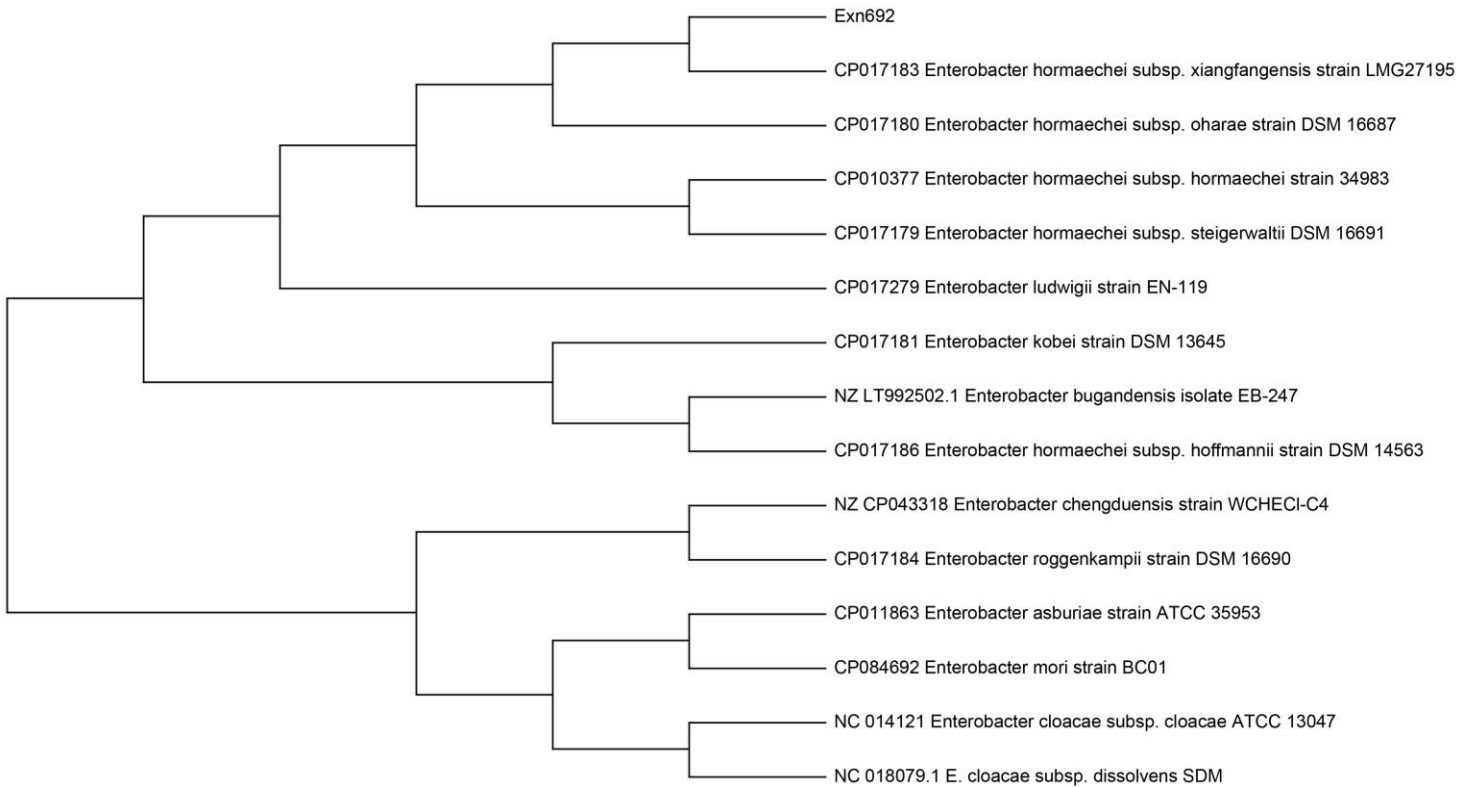 Exn692
CP017183 Enterobacter hormaechei subsp. xiangfangensis strain LMG27195
CP017180 Enterobacter hormaechei subsp. oharae strain DSM 16687
CP010377 Enterobacter hormaechei subsp. hormaechei strain 34983
CP017179 Enterobacter hormaechei subsp. steigerwaltii DSM 16691
CP017279 Enterobacter ludwigii strain EN-119
CP017181 Enterobacter kobei strain DSM 13645
NZ LT992502.1 Enterobacter bugandensis isolate EB-247
CP017186 Enterobacter hormaechei subsp. hoffmannii strain DSM 14563
NZ CP043318 Enterobacter chengduensis strain WCHECl-C4
CP017184 Enterobacter roggenkampii strain DSM 16690
CP011863 Enterobacter asburiae strain ATCC 35953
CP084692 Enterobacter mori strain BC01
NC 014121 Enterobacter cloacae subsp. cloacae ATCC 13047
NC 018079.1 E. cloacae subsp. dissolvens SDM